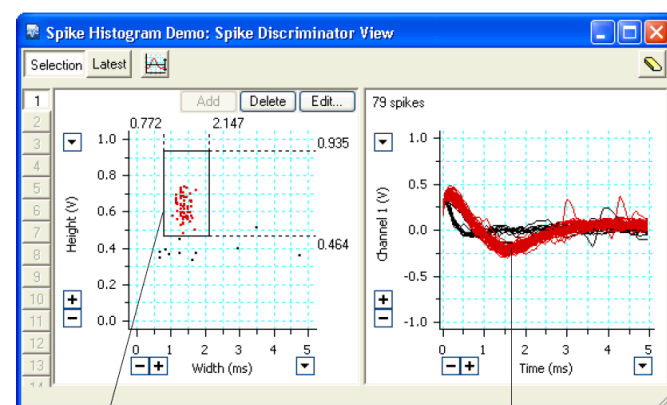 Spike Histogram Demo: Spike Discriminator View
Selection Latest
1
2
3
4
5
6
7
8
9
10
11
12
13
Add Delete Edit...
0.772 2.147
0.935
0.464
1.0
0.8
0.6
0.4
0.2
0.0
Height (V)
0 1 2 3 4 5
Width (ms)
79 spikes
1.0
0.5
0.0
-0.5
-1.0
Channel 1 (V)
0 1 2 3 4 5
Time (ms)